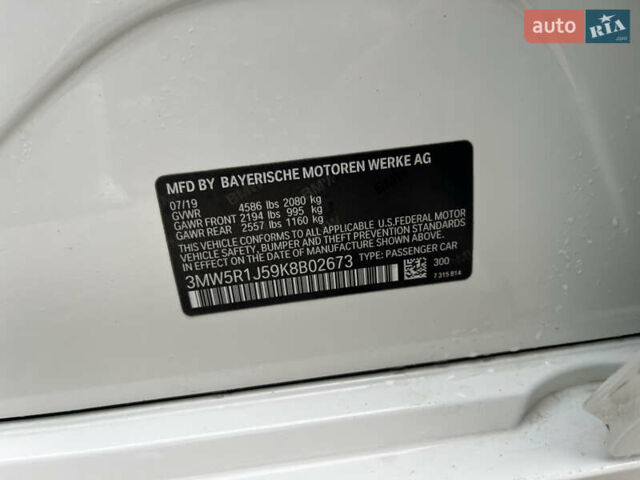 auto RIA.com
MFD BY BAYERISCHE MOTOREN WERKE AG
07/19
GVWR 4586 lbs 2080 kg
GAWR FRONT 2194 lbs 995 kg
GAWR REAR 2557 lbs 1160 kg
THIS VEHICLE CONFORMS TO ALL APPLICABLE U.S.FEDERAL MOTOR
VEHICLE SAFETY, BUMPER, AND THEFT PREVENTION STANDARDS
IN EFFECT ON THE DATE OF MANUFACTURE SHOWN ABOVE.
3MW5R1J59K8B02673 TYPE: PASSENGER CAR
300
7 315 814